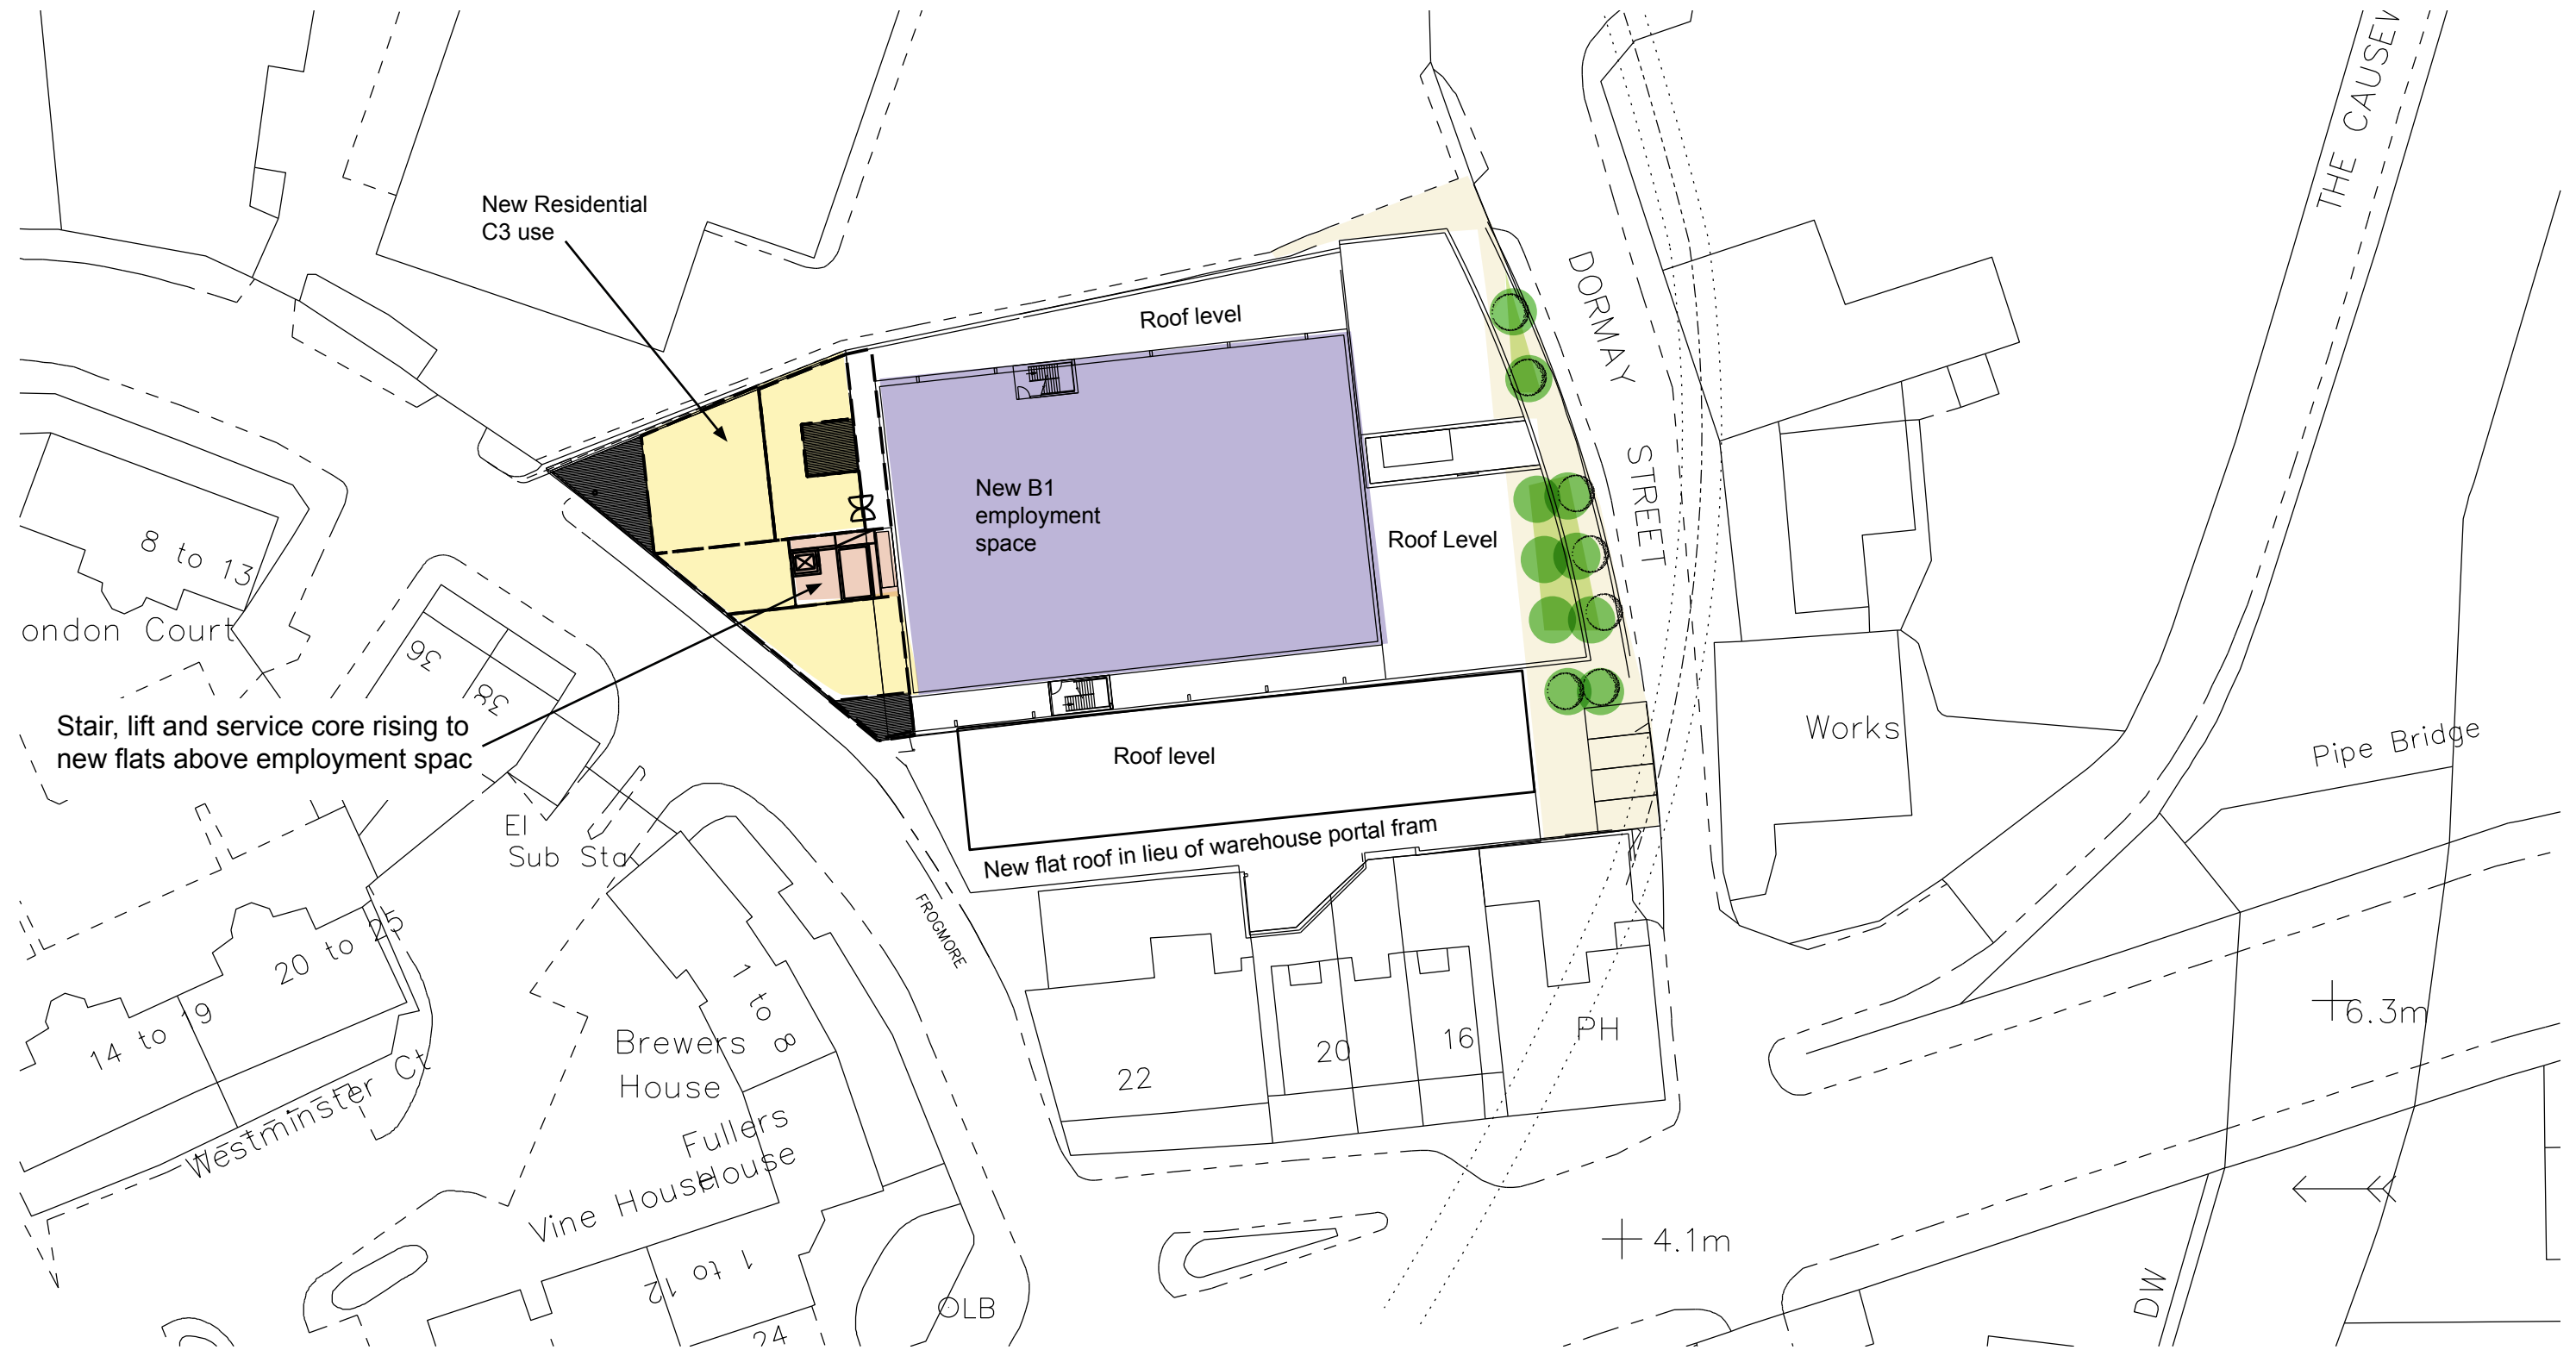 THE CAUSEW
New Residential
C3 use
DORMAY
STREET
Roof level
New B1
employment
space
Roof Level
8 to 13
ondon Court
36
38
Stair, lift and service core rising to
new flats above employment spac
Roof level
Works
Pipe Bridge
El
Sub Sta
New flat roof in lieu of warehouse portal fram
FROGMORE
20 to 25
14 to 19
Westminster Ct
1 to 8
Brewers
House
Fullers
House
Vine House
22
20
16
PH
6.3m
4.1m
1 to 12
24
OLB
DW